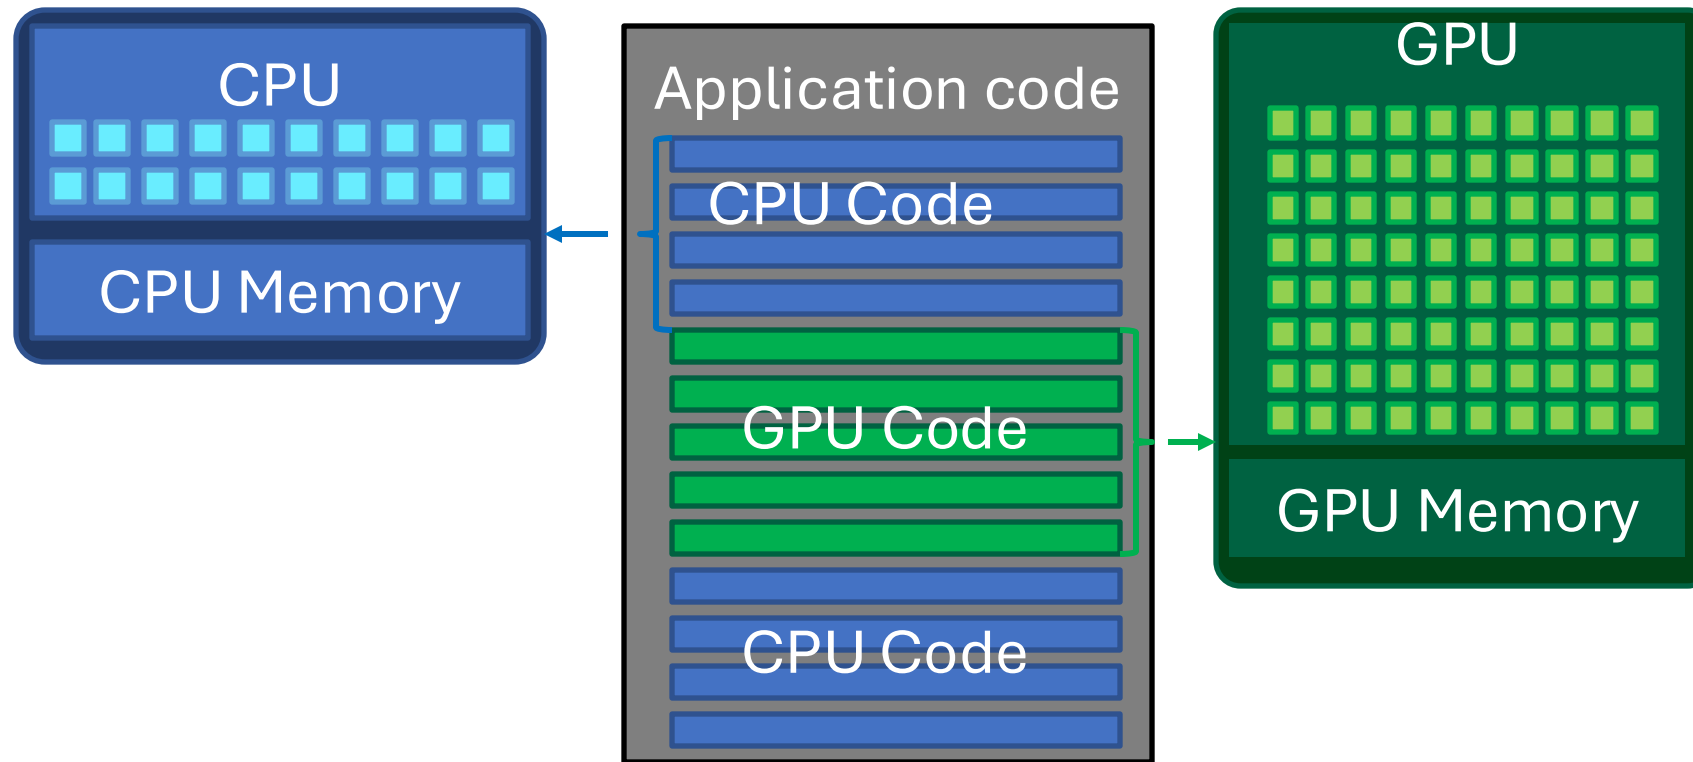 CPU
CPU Memory
Application code
CPU Code
GPU Code
CPU Code
GPU
GPU Memory